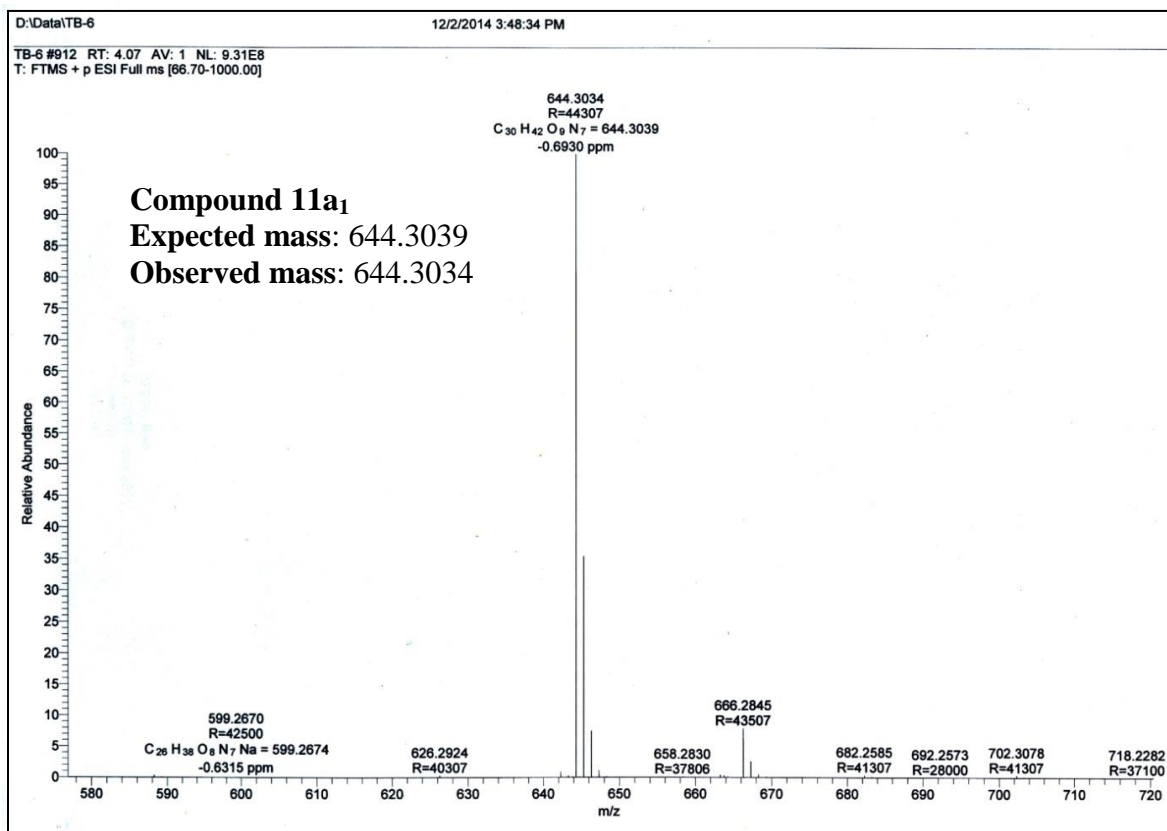 D:\Data\TB-6 12/2/2014 3:48:34 PM
TB-6 #912 RT: 4.07 AV: 1 NL: 9.31E8
T: FTMS + p ESI Full ms [66.70-1000.00]
644.3034
R=44307
C₃₀ H₄₂ O₉ N₇ = 644.3039
-0.6930 ppm
Compound 11a₁
Expected mass: 644.3039
Observed mass: 644.3034
Relative Abundance
100
95
90
85
80
75
70
65
60
55
50
45
40
35
30
25
20
15
10
5
0
599.2670
R=42500
C₂₆ H₃₈ O₈ N₇ Na = 599.2674
-0.6315 ppm
626.2924
R=40307
658.2830
R=37806
666.2845
R=43507
682.2585
R=41307
692.2573
R=28000
702.3078
R=41307
718.2282
R=37100
580 590 600 610 620 630 640 650 660 670 680 690 700 710 720
m/z